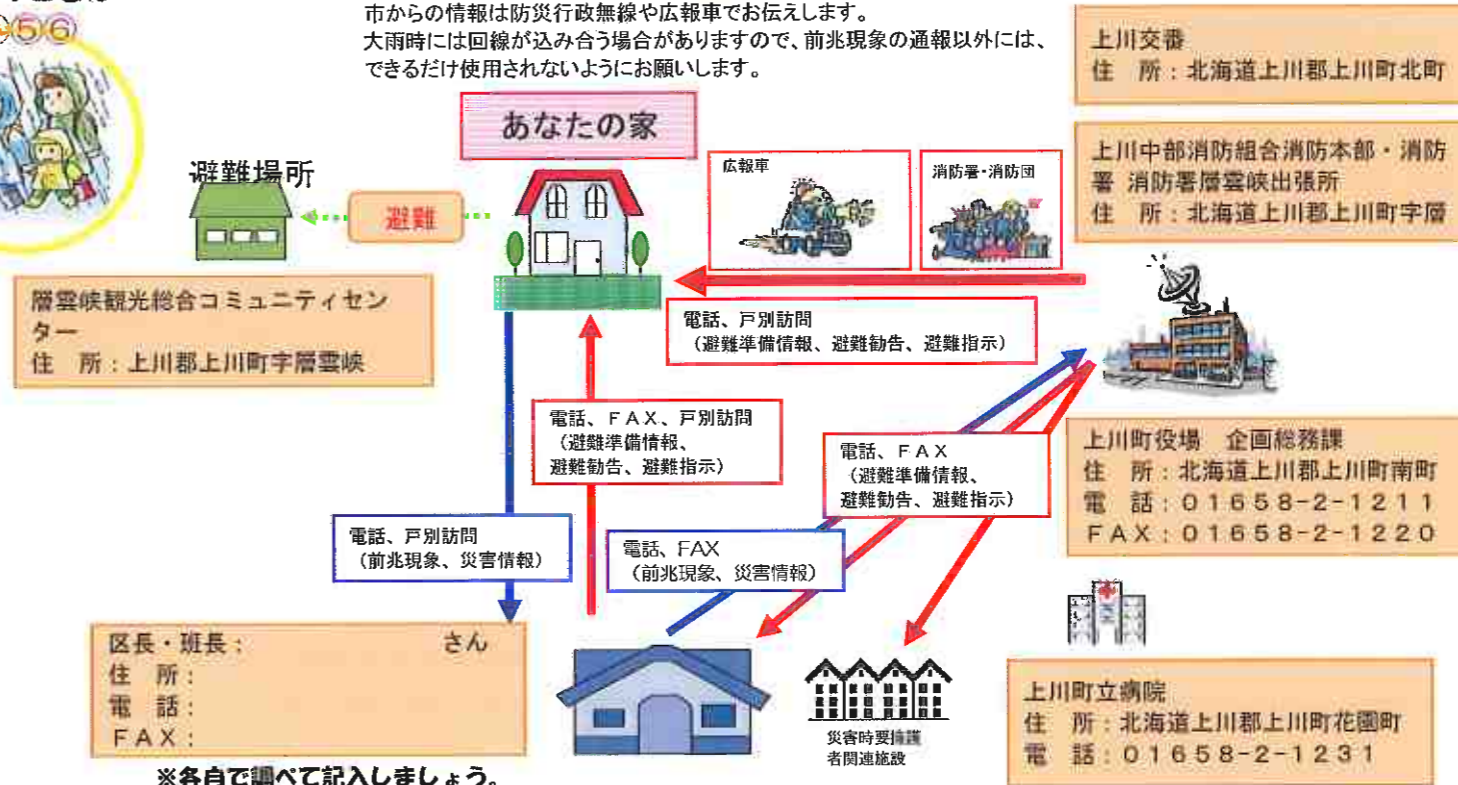 ⑤⑥
市からの情報は防災行政無線や広報車でお伝えします。
大雨時には回線が込み合う場合がありますので、前兆現象の通報以外には、
できるだけ使用されないようにお願いします。
上川交番
住 所：北海道上川郡上川町北町
上川中部消防組合消防本部・消防
署 消防署層雲峡出張所
住 所：北海道上川郡上川町字層
あなたの家
広報車
消防署・消防団
避難場所
避難
層雲峡観光総合コミュニティセン
ター
住 所：上川郡上川町字層雲峡
電話、戸別訪問
（避難準備情報、避難勧告、避難指示）
電話、ＦＡＸ、戸別訪問
（避難準備情報、
避難勧告、避難指示）
電話、ＦＡＸ
（避難準備情報、
避難勧告、避難指示）
上川町役場 企画総務課
住 所：北海道上川郡上川町南町
電 話：０１６５８－２－１２１１
ＦＡＸ：０１６５８－２－１２２０
電話、戸別訪問
（前兆現象、災害情報）
電話、FAX
（前兆現象、災害情報）
区長・班長： さん
住 所：
電 話：
ＦＡＸ：
※各自で調べて記入しましょう。
災害時要援護
者関連施設
上川町立病院
住 所：北海道上川郡上川町花園町
電 話：０１６５８－２－１２３１